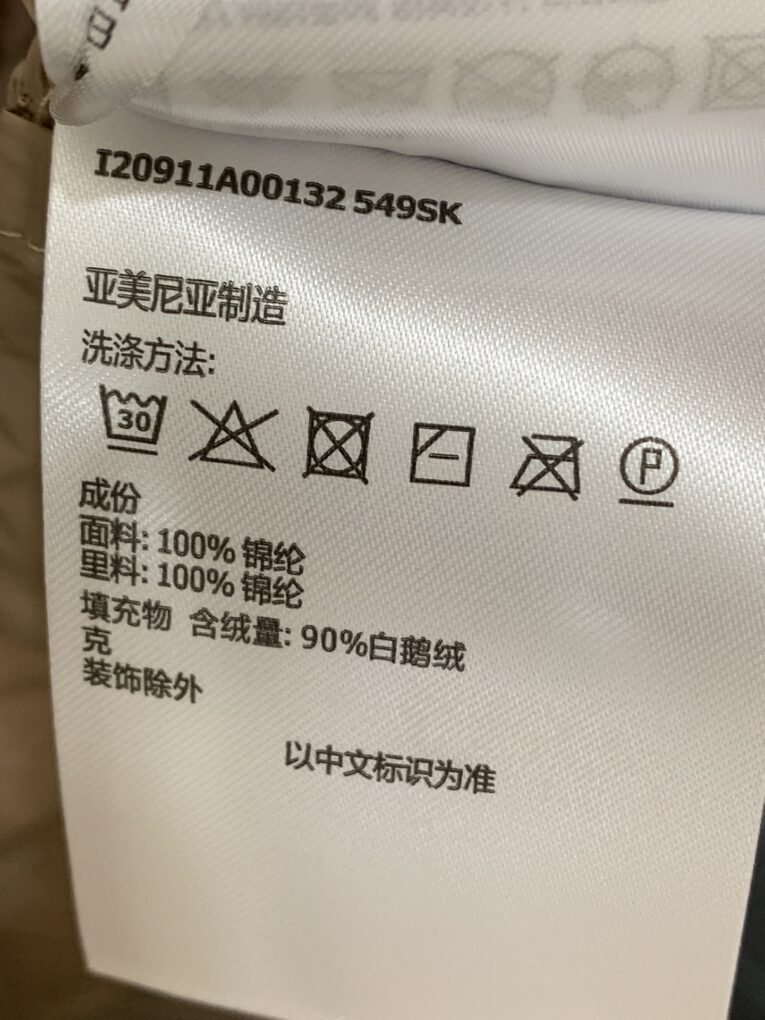 I20911A00132 549SK
亚美尼亚制造
洗涤方法:
30 P
成份
面料: 100% 锦纶
里料: 100% 锦纶
填充物 含绒量: 90%白鹅绒
克
装饰除外
以中文标识为准